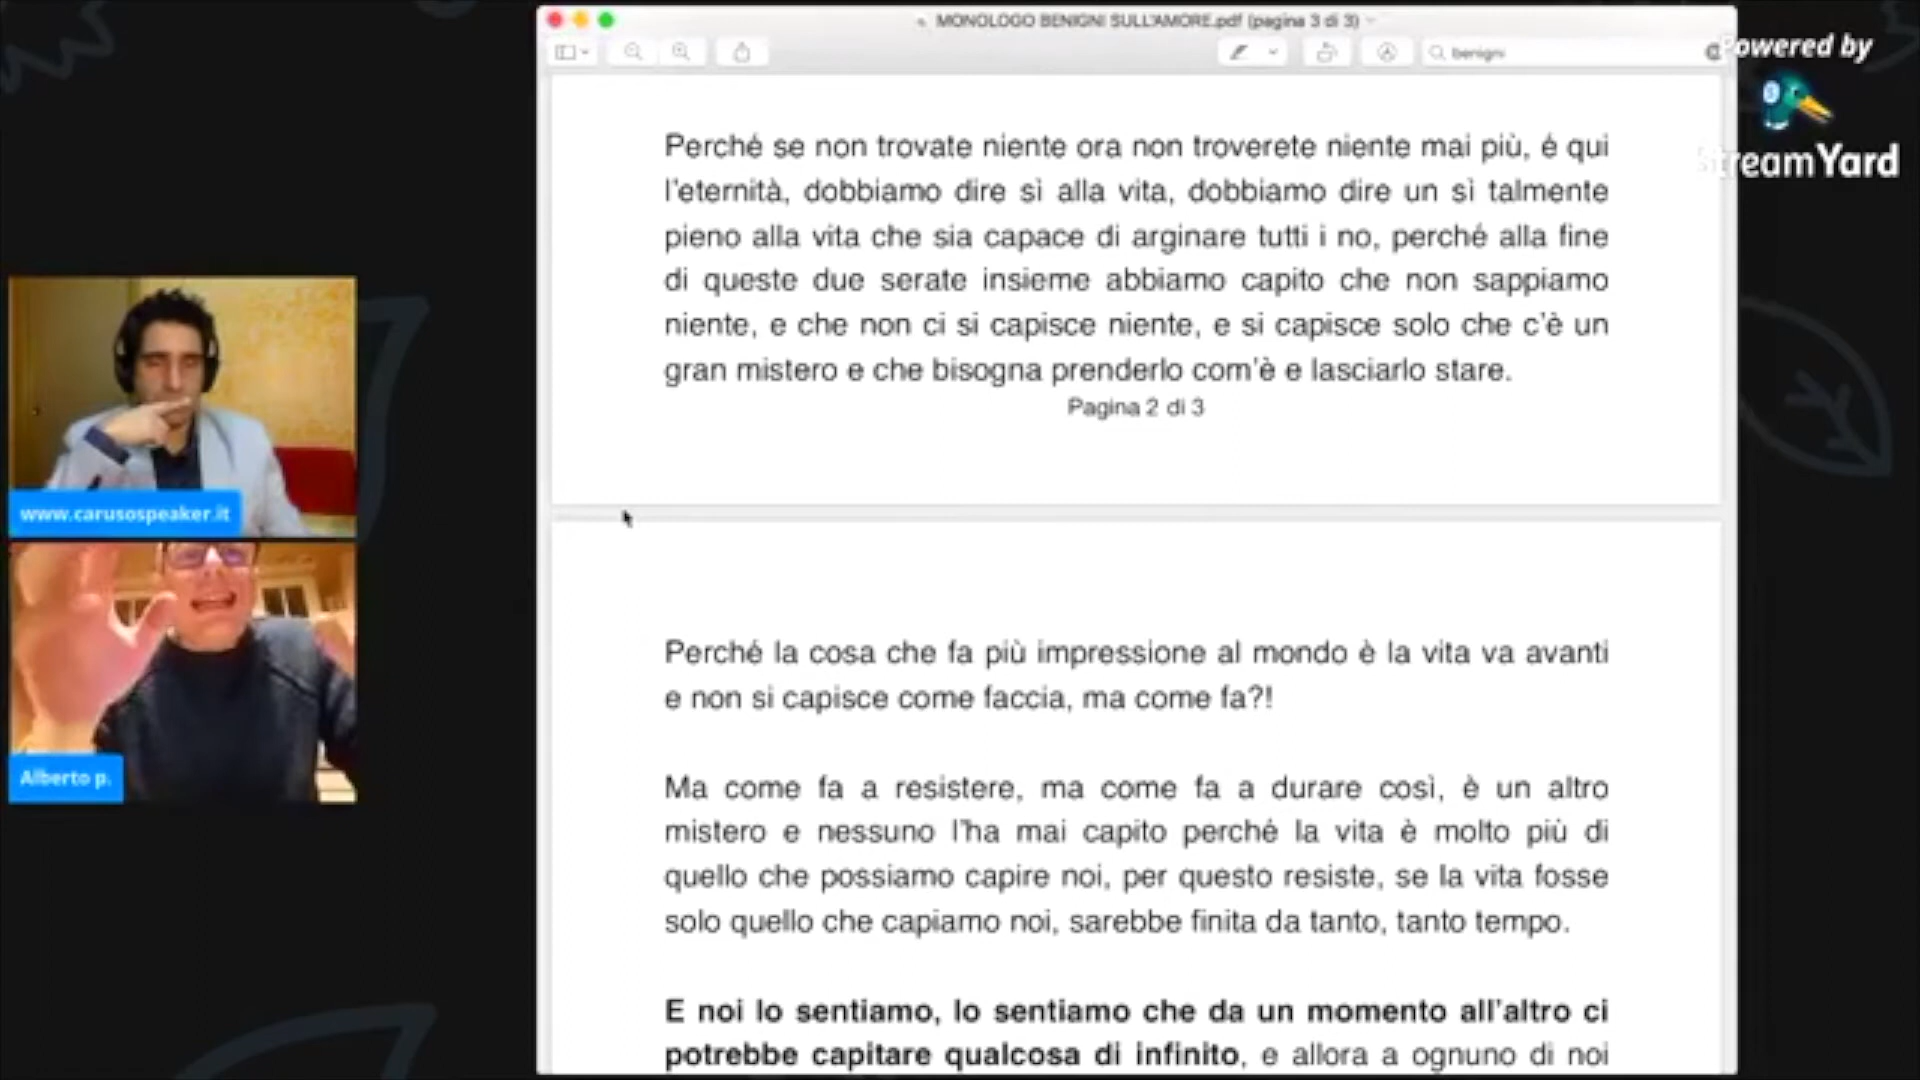 MONOLOGO BENIGNI SULL'AMORE.pdf (pagina 3 di 3)
benigni
Powered by
StreamYard
Perché se non trovate niente ora non troverete niente mai più, é qui
l'eternità, dobbiamo dire sì alla vita, dobbiamo dire un sì talmente
pieno alla vita che sia capace di arginare tutti i no, perché alla fine
di queste due serate insieme abbiamo capito che non sappiamo
niente, e che non ci si capisce niente, e si capisce solo che c'è un
gran mistero e che bisogna prenderlo com'è e lasciarlo stare.
Pagina 2 di 3
www.carusospeaker.it
Alberto p.
Perché la cosa che fa più impressione al mondo è la vita va avanti
e non si capisce come faccia, ma come fa?!
Ma come fa a resistere, ma come fa a durare così, è un altro
mistero e nessuno l'ha mai capito perché la vita è molto più di
quello che possiamo capire noi, per questo resiste, se la vita fosse
solo quello che capiamo noi, sarebbe finita da tanto, tanto tempo.
E noi lo sentiamo, lo sentiamo che da un momento all'altro ci
potrebbe capitare qualcosa di infinito, e allora a ognuno di noi